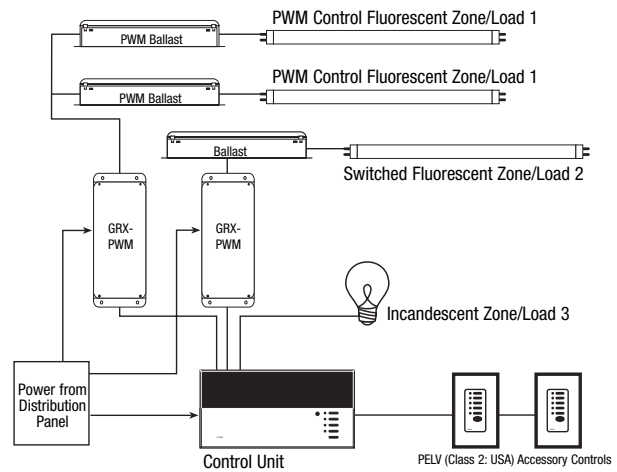 PWM Control Fluorescent Zone/Load 1
PWM Ballast
PWM Control Fluorescent Zone/Load 1
PWM Ballast
Ballast
Switched Fluorescent Zone/Load 2
GRX-
PWM
GRX-
PWM
Incandescent Zone/Load 3
Power from
Distribution
Panel
Control Unit
PELV (Class 2: USA) Accessory Controls